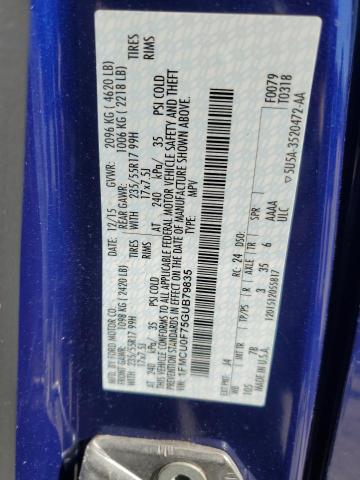 MFD. BY FORD MOTOR CO.
DATE: 12/15 GVWR: 2096 KG ( 4620 LB)
FRONT GAWR: 1098 KG (2420 LB) REAR GAWR: 1006 KG ( 2218 LB)
WITH 235/55R17 99H TIRES WITH 235/55R17 99H TIRES
17x7.5J RIMS 17x7.5J RIMS
AT 240 kPa/ 35 PSI COLD AT 240 kPa/ 35 PSI COLD
THIS VEHICLE CONFORMS TO ALL APPLICABLE FEDERAL MOTOR VEHICLE SAFETY AND THEFT
PREVENTION STANDARDS IN EFFECT ON THE DATE OF MANUFACTURE SHOWN ABOVE.
VIN: 1FMCU0F75GUB79835
TYPE: MPV
F0079
T0318
EXT PNT: J4 RC: 24 DSO:
WB INT TR TP/PS R AXLE TR SPR
105 7B 3 35 6 AAAA
MADE IN U.S.A. ULC
1201512055817
5U5A-3520472-AA